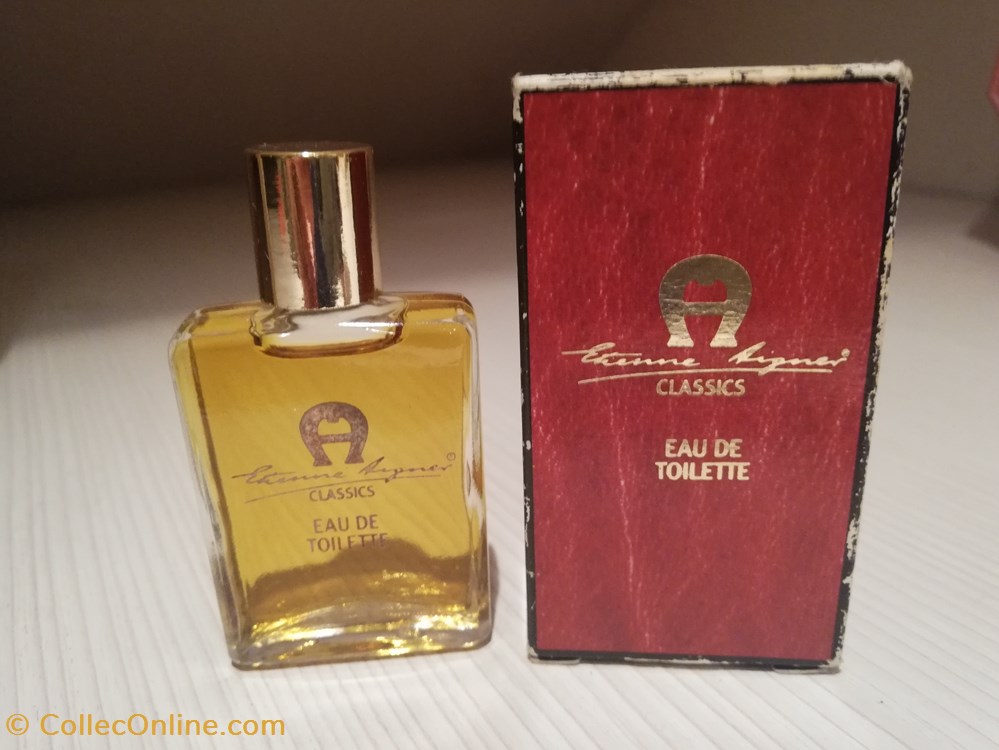 Etienne Aigner©
CLASSICS
EAU DE
TOILETTE
Etienne Aigner
CLASSICS
EAU DE
TOILETTE
© CollecOnline.com